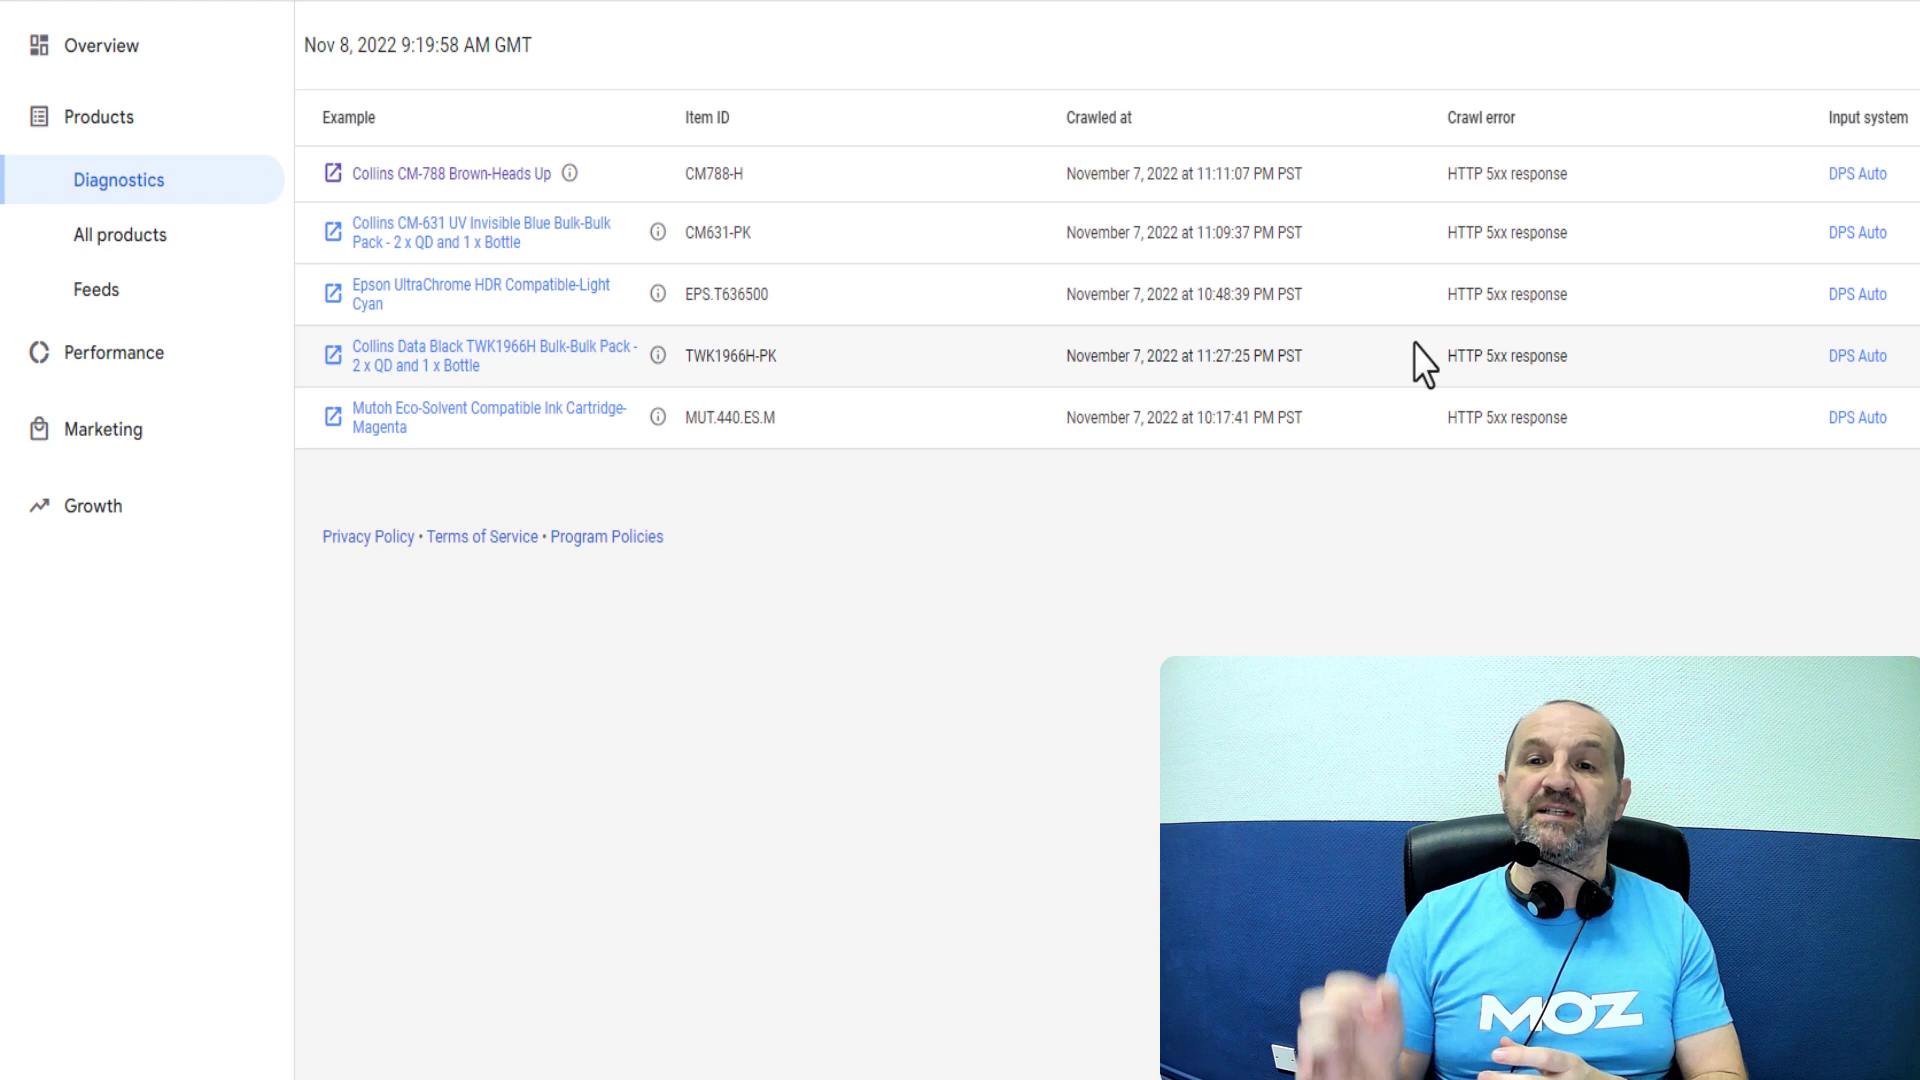 Overview
Products
Diagnostics
All products
Feeds
Performance
Marketing
Growth
Nov 8, 2022 9:19:58 AM GMT
Example Item ID Crawled at Crawl error Input system
Collins CM-788 Brown-Heads Up CM788-H November 7, 2022 at 11:11:07 PM PST HTTP 5xx response DPS Auto
Collins CM-631 UV Invisible Blue Bulk-Bulk
Pack - 2 x QD and 1 x Bottle CM631-PK November 7, 2022 at 11:09:37 PM PST HTTP 5xx response DPS Auto
Epson UltraChrome HDR Compatible-Light
Cyan EPS.T636500 November 7, 2022 at 10:48:39 PM PST HTTP 5xx response DPS Auto
Collins Data Black TWK1966H Bulk-Bulk Pack -
2 x QD and 1 x Bottle TWK1966H-PK November 7, 2022 at 11:27:25 PM PST HTTP 5xx response DPS Auto
Mutoh Eco-Solvent Compatible Ink Cartridge-
Magenta MUT.440.ES.M November 7, 2022 at 10:17:41 PM PST HTTP 5xx response DPS Auto
Privacy Policy • Terms of Service • Program Policies
MOZ